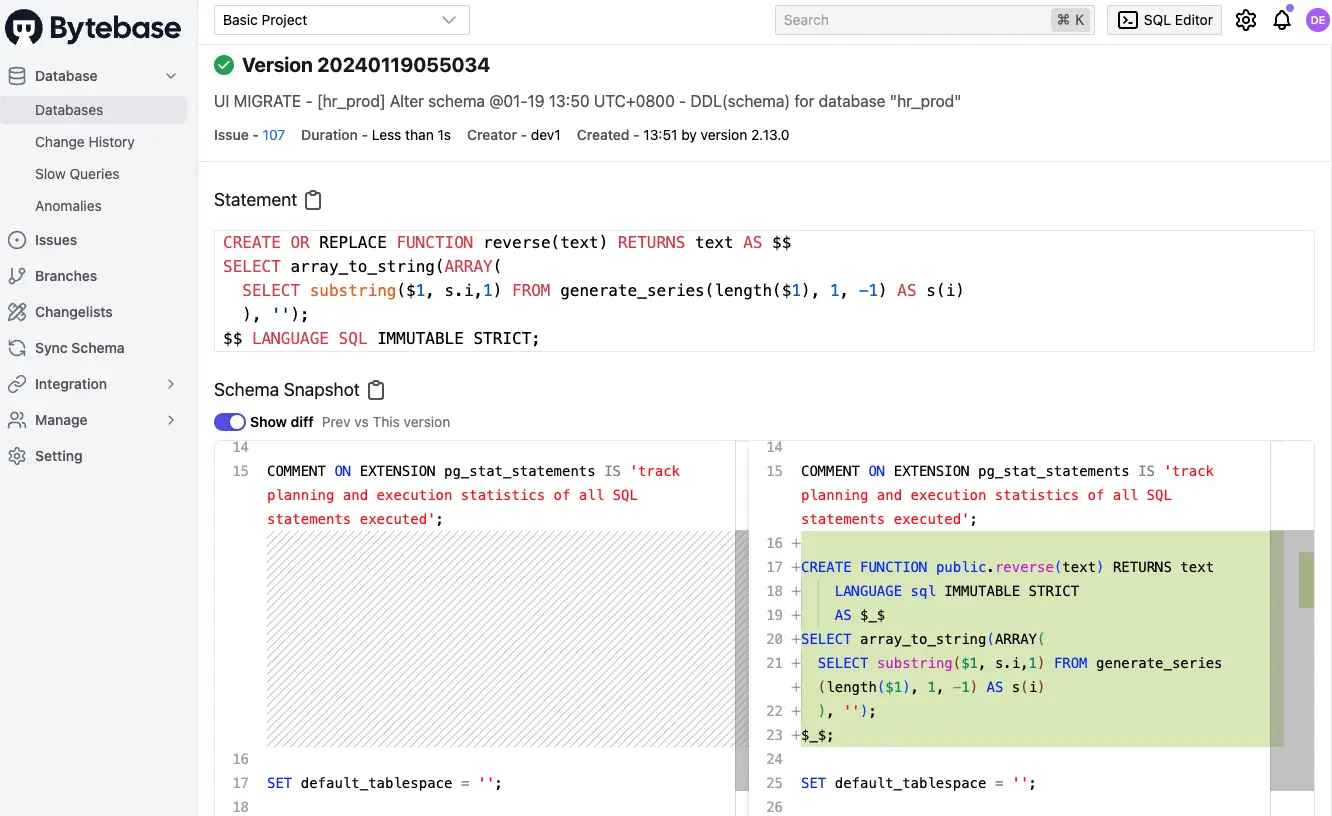 Bytebase
Basic Project
Search
⌘ K
SQL Editor
DE
Database
Databases
Change History
Slow Queries
Anomalies
Issues
Branches
Changelists
Sync Schema
Integration
Manage
Setting
Version 20240119055034
UI MIGRATE - [hr_prod] Alter schema @01-19 13:50 UTC+0800 - DDL(schema) for database "hr_prod"
Issue - 107 Duration - Less than 1s Creator - dev1 Created - 13:51 by version 2.13.0
Statement
CREATE OR REPLACE FUNCTION reverse(text) RETURNS text AS $$
SELECT array_to_string(ARRAY(
  SELECT substring($1, s.i,1) FROM generate_series(length($1), 1, -1) AS s(i)
  ), '');
$$ LANGUAGE SQL IMMUTABLE STRICT;
Schema Snapshot
Show diff Prev vs This version
14
15 COMMENT ON EXTENSION pg_stat_statements IS 'track
planning and execution statistics of all SQL
statements executed';
16
17 SET default_tablespace = '';
18
14
15 COMMENT ON EXTENSION pg_stat_statements IS 'track
planning and execution statistics of all SQL
statements executed';
16 +
17 +CREATE FUNCTION public.reverse(text) RETURNS text
18 +    LANGUAGE sql IMMUTABLE STRICT
19 +    AS $_$
20 +SELECT array_to_string(ARRAY(
21 +  SELECT substring($1, s.i,1) FROM generate_series
+  (length($1), 1, -1) AS s(i)
22 +  ), '');
23 +$_$;
24
25 SET default_tablespace = '';
26